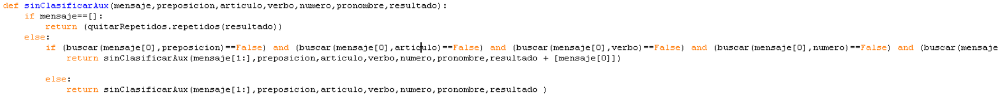 def sinClasificarAux(mensaje,preposicion,articulo,verbo,numero,pronombre,resultado):
    if mensaje==[]:
        return (quitarRepetidos.repetidos(resultado))
    else:
        if (buscar(mensaje[0],preposicion)==False) and (buscar(mensaje[0],articulo)==False) and (buscar(mensaje[0],verbo)==False) and (buscar(mensaje[0],numero)==False) and (buscar(mensaje
            return sinClasificarAux(mensaje[1:],preposicion,articulo,verbo,numero,pronombre,resultado + [mensaje[0]])
        else:
            return sinClasificarAux(mensaje[1:],preposicion,articulo,verbo,numero,pronombre,resultado )